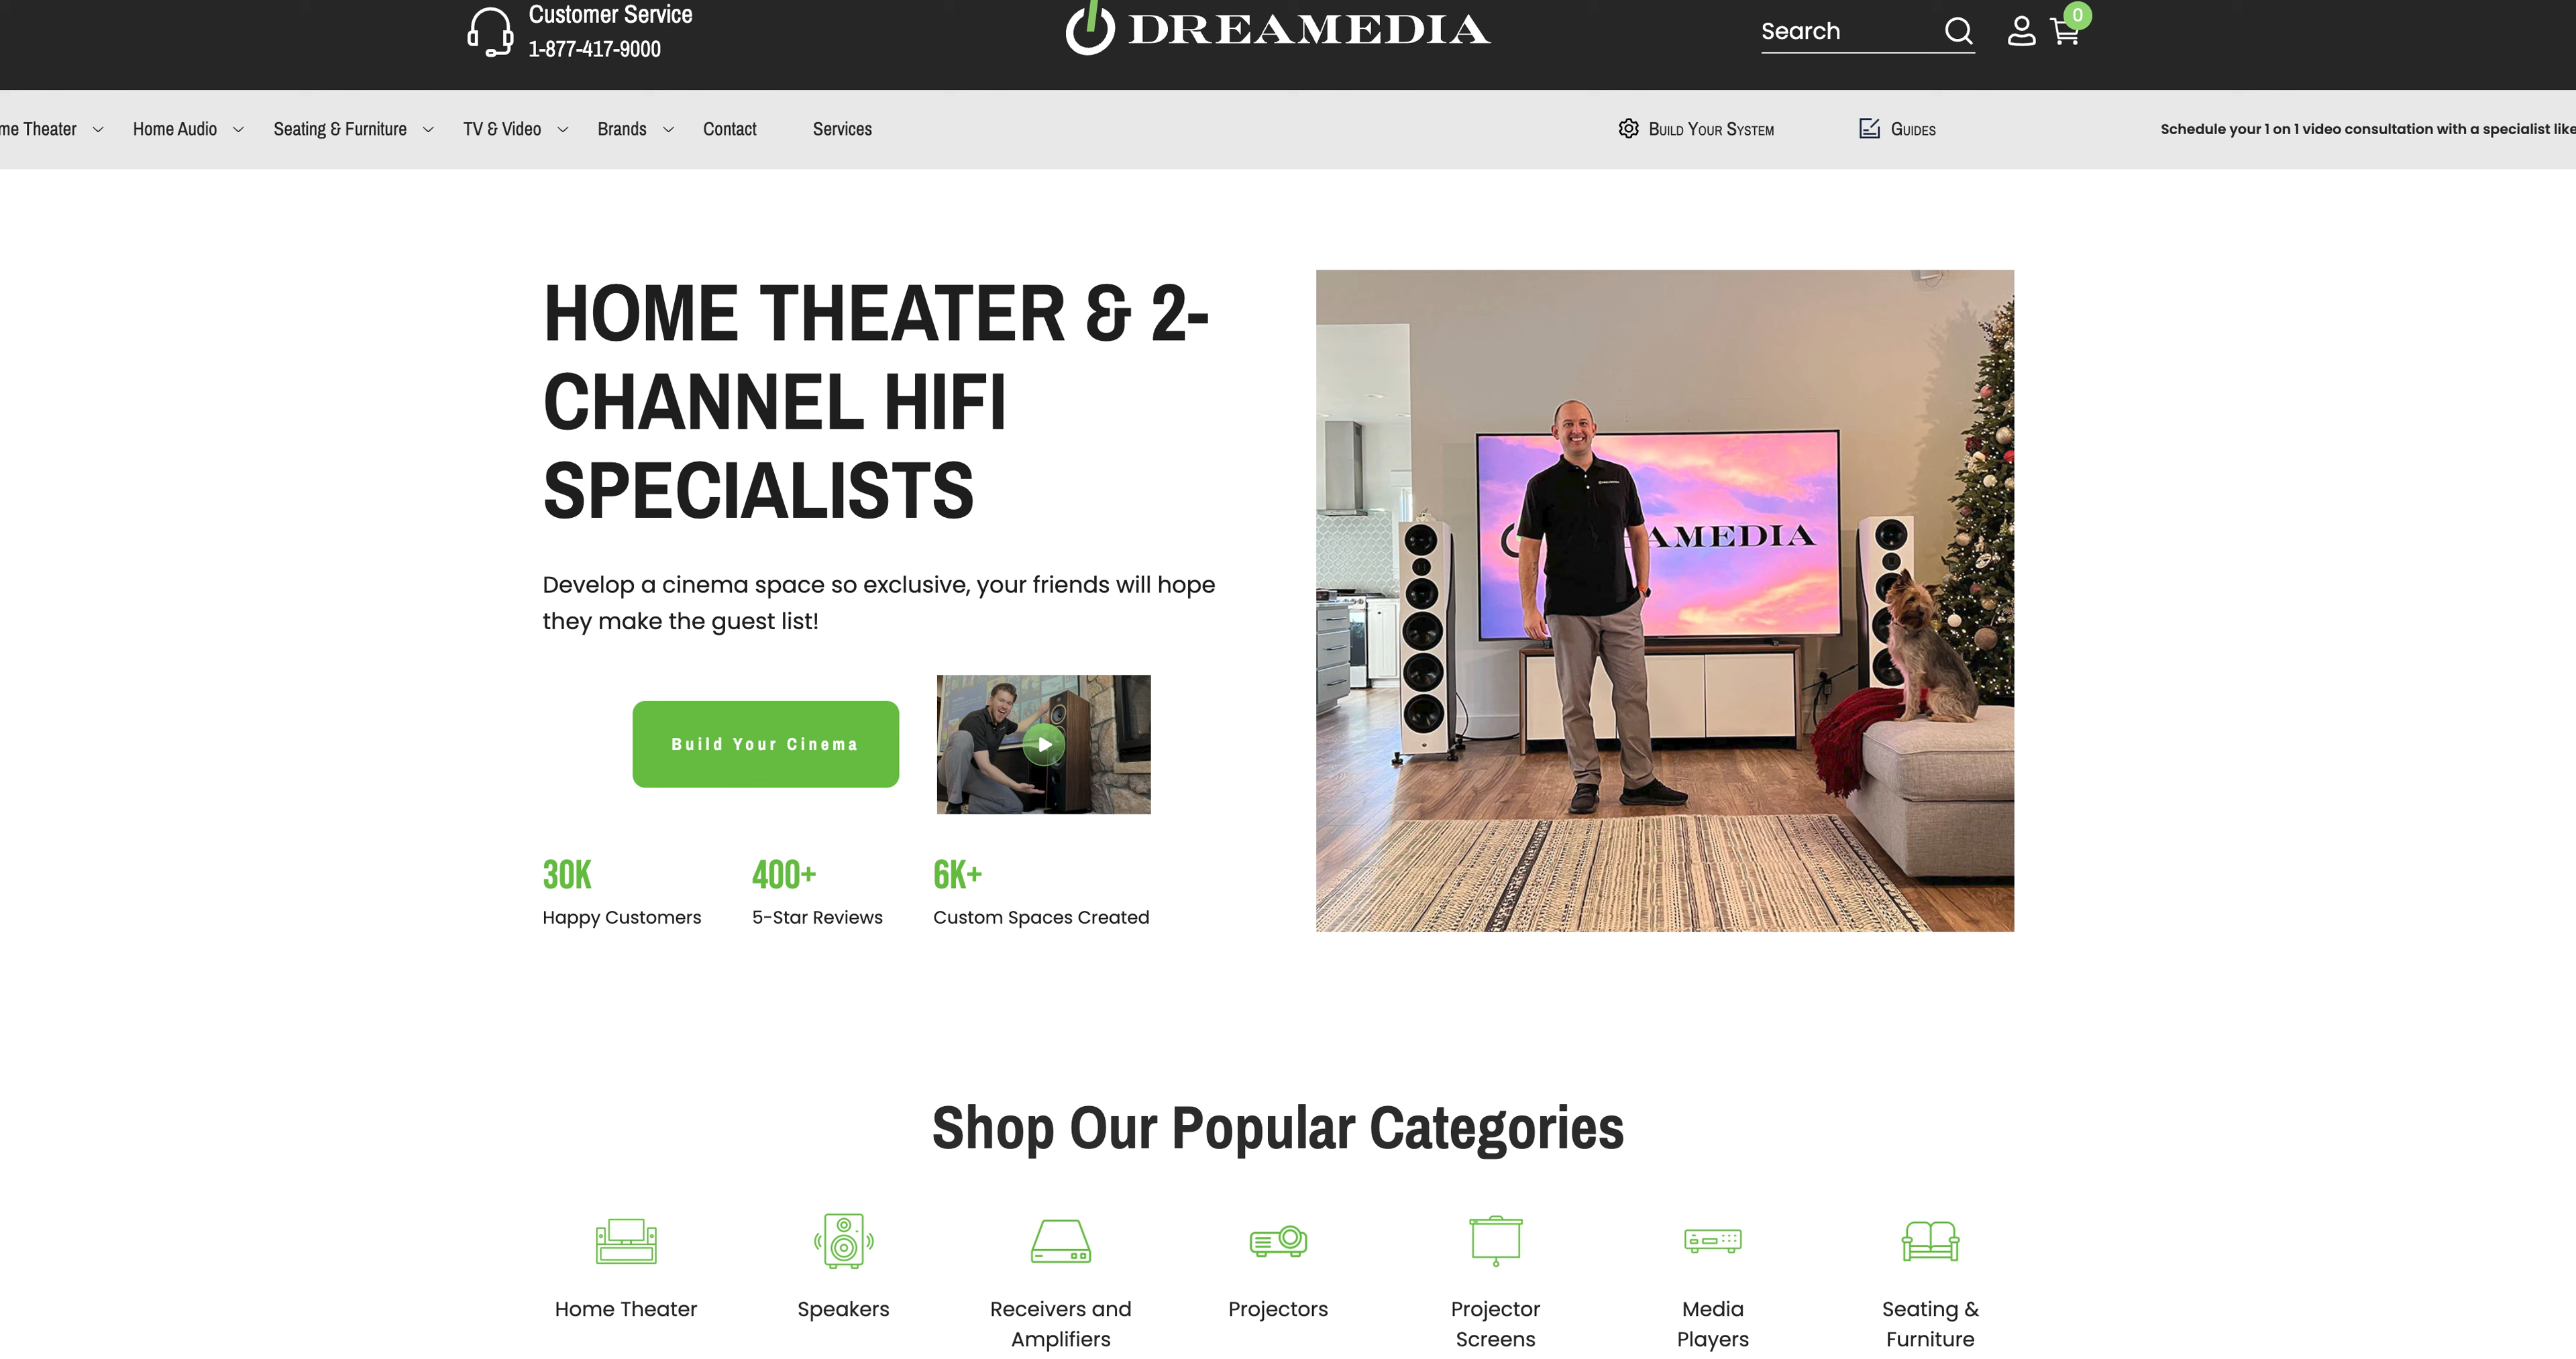 Customer Service
1-877-417-9000
DREAMEDIA
Search
0
me Theater
Home Audio
Seating & Furniture
TV & Video
Brands
Contact
Services
Build Your System
Guides
Schedule your 1 on 1 video consultation with a specialist like
HOME THEATER & 2-
CHANNEL HIFI
SPECIALISTS
Develop a cinema space so exclusive, your friends will hope
they make the guest list!
Build Your Cinema
30K
Happy Customers
400+
5-Star Reviews
6K+
Custom Spaces Created
AMEDIA
Shop Our Popular Categories
Home Theater
Speakers
Receivers and
Amplifiers
Projectors
Projector
Screens
Media
Players
Seating &
Furniture